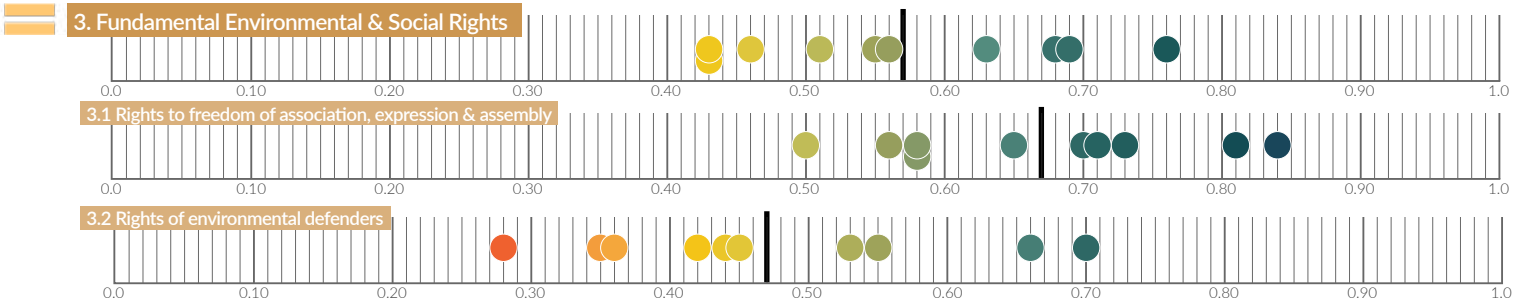 3. Fundamental Environmental & Social Rights
0.0 0.10 0.20 0.30 0.40 0.50 0.60 0.70 0.80 0.90 1.0
3.1 Rights to freedom of association, expression & assembly
0.0 0.10 0.20 0.30 0.40 0.50 0.60 0.70 0.80 0.90 1.0
3.2 Rights of environmental defenders
0.0 0.10 0.20 0.30 0.40 0.50 0.60 0.70 0.80 0.90 1.0